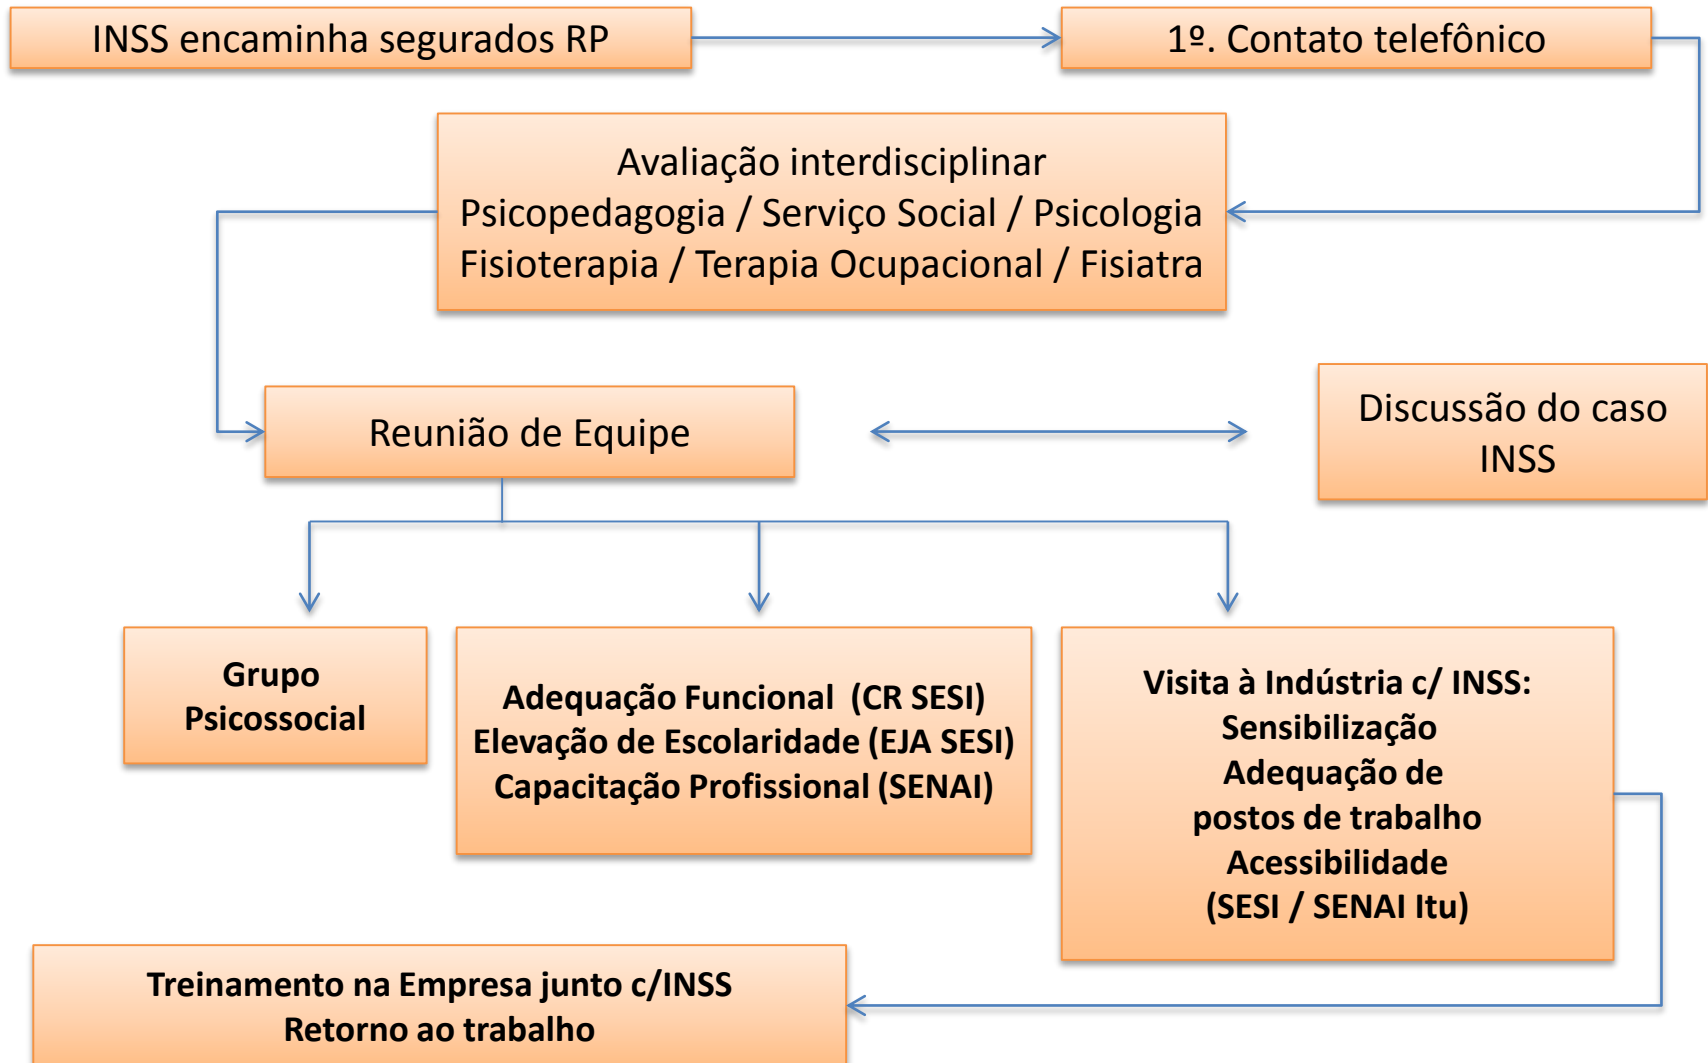 INSS encaminha segurados RP
1º. Contato telefônico
Avaliação interdisciplinar
Psicopedagogia / Serviço Social / Psicologia
Fisioterapia / Terapia Ocupacional / Fisiatra
Reunião de Equipe
Discussão do caso
INSS
Grupo
Psicossocial
Adequação Funcional (CR SESI)
Elevação de Escolaridade (EJA SESI)
Capacitação Profissional (SENAI)
Visita à Indústria c/ INSS:
Sensibilização
Adequação de
postos de trabalho
Acessibilidade
(SESI / SENAI Itu)
Treinamento na Empresa junto c/INSS
Retorno ao trabalho